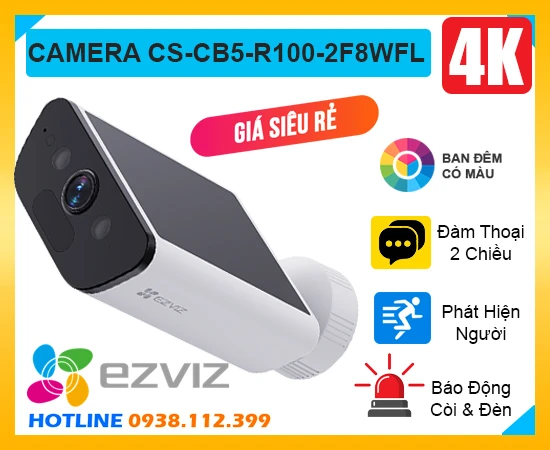 CAMERA CS-CB5-R100-2F8WFL
4K
GIÁ SIÊU RẺ
BAN ĐÊM
CÓ MÀU
Đàm Thoại
2 Chiều
Phát Hiện
Người
Báo Động
Còi & Đèn
EZVIZ
ezviz
HOTLINE 0938.112.399